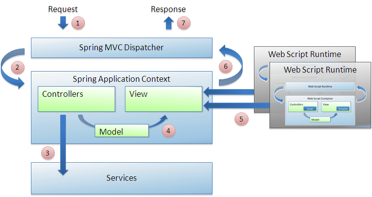 Request
Response
1
7
Spring MVC Dispatcher
2
6
Web Script Runtime
Web Script Runtime
Spring Application Context
Controllers
View
Model
4
5
3
Services